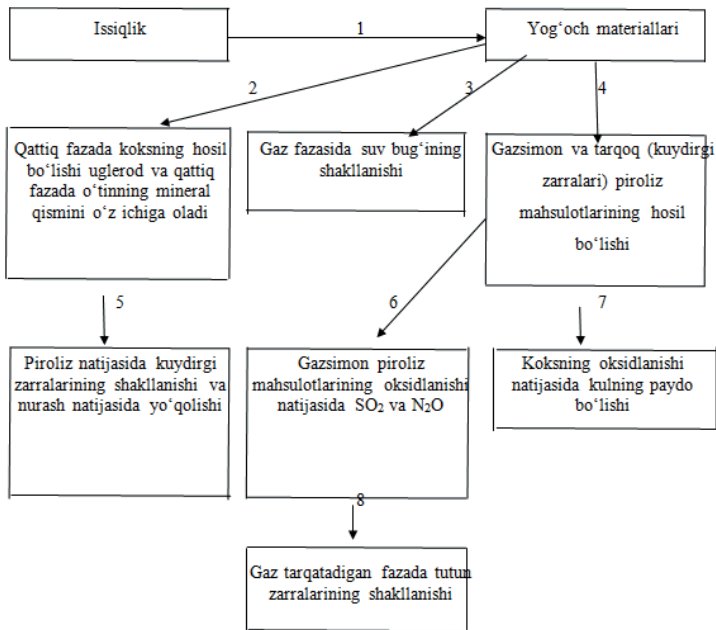 Issiqlik
1
Yog‘och materiallari
2
3
4
Qattiq fazada koksning hosil
bo‘lishi uglerod va qattiq
fazada o‘tinning mineral
qismini o‘z ichiga oladi
Gaz fazasida suv bug‘ining
shakllanishi
Gazsimon va tarqoq (kuydirgi
zarralari) piroliz
mahsulotlarining hosil
bo‘lishi
5
6
7
Piroliz natijasida kuydirgi
zarralarining shakllanishi va
nurash natijasida yo‘qolishi
Gazsimon piroliz
mahsulotlarining oksidlanishi
natijasida SO₂ va N₂O
Koksning oksidlanishi
natijasida kulning paydo
bo‘lishi
8
Gaz tarqatadigan fazada tutun
zarralarining shakllanishi